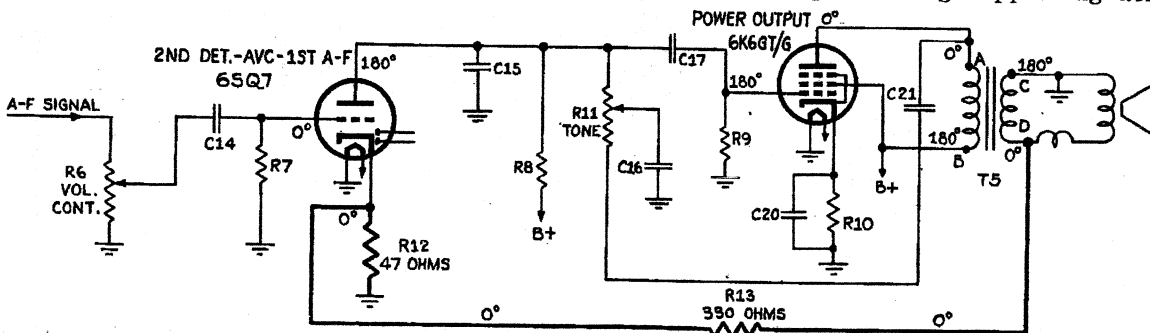 POWER OUTPUT 0°
6K6GT/G
2ND DET.-AVC-1ST A-F
6SQ7
180°
C15
C17
0°
A
180°
C
A-F SIGNAL
C14
0°
R7
R8
R11
TONE
C16
180°
R9
C21
180°
B
D
0°
T5
R6
VOL.
CONT.
0°
R12
47 OHMS
B+
C20
R10
B+
R13
330 OHMS
0°
0°